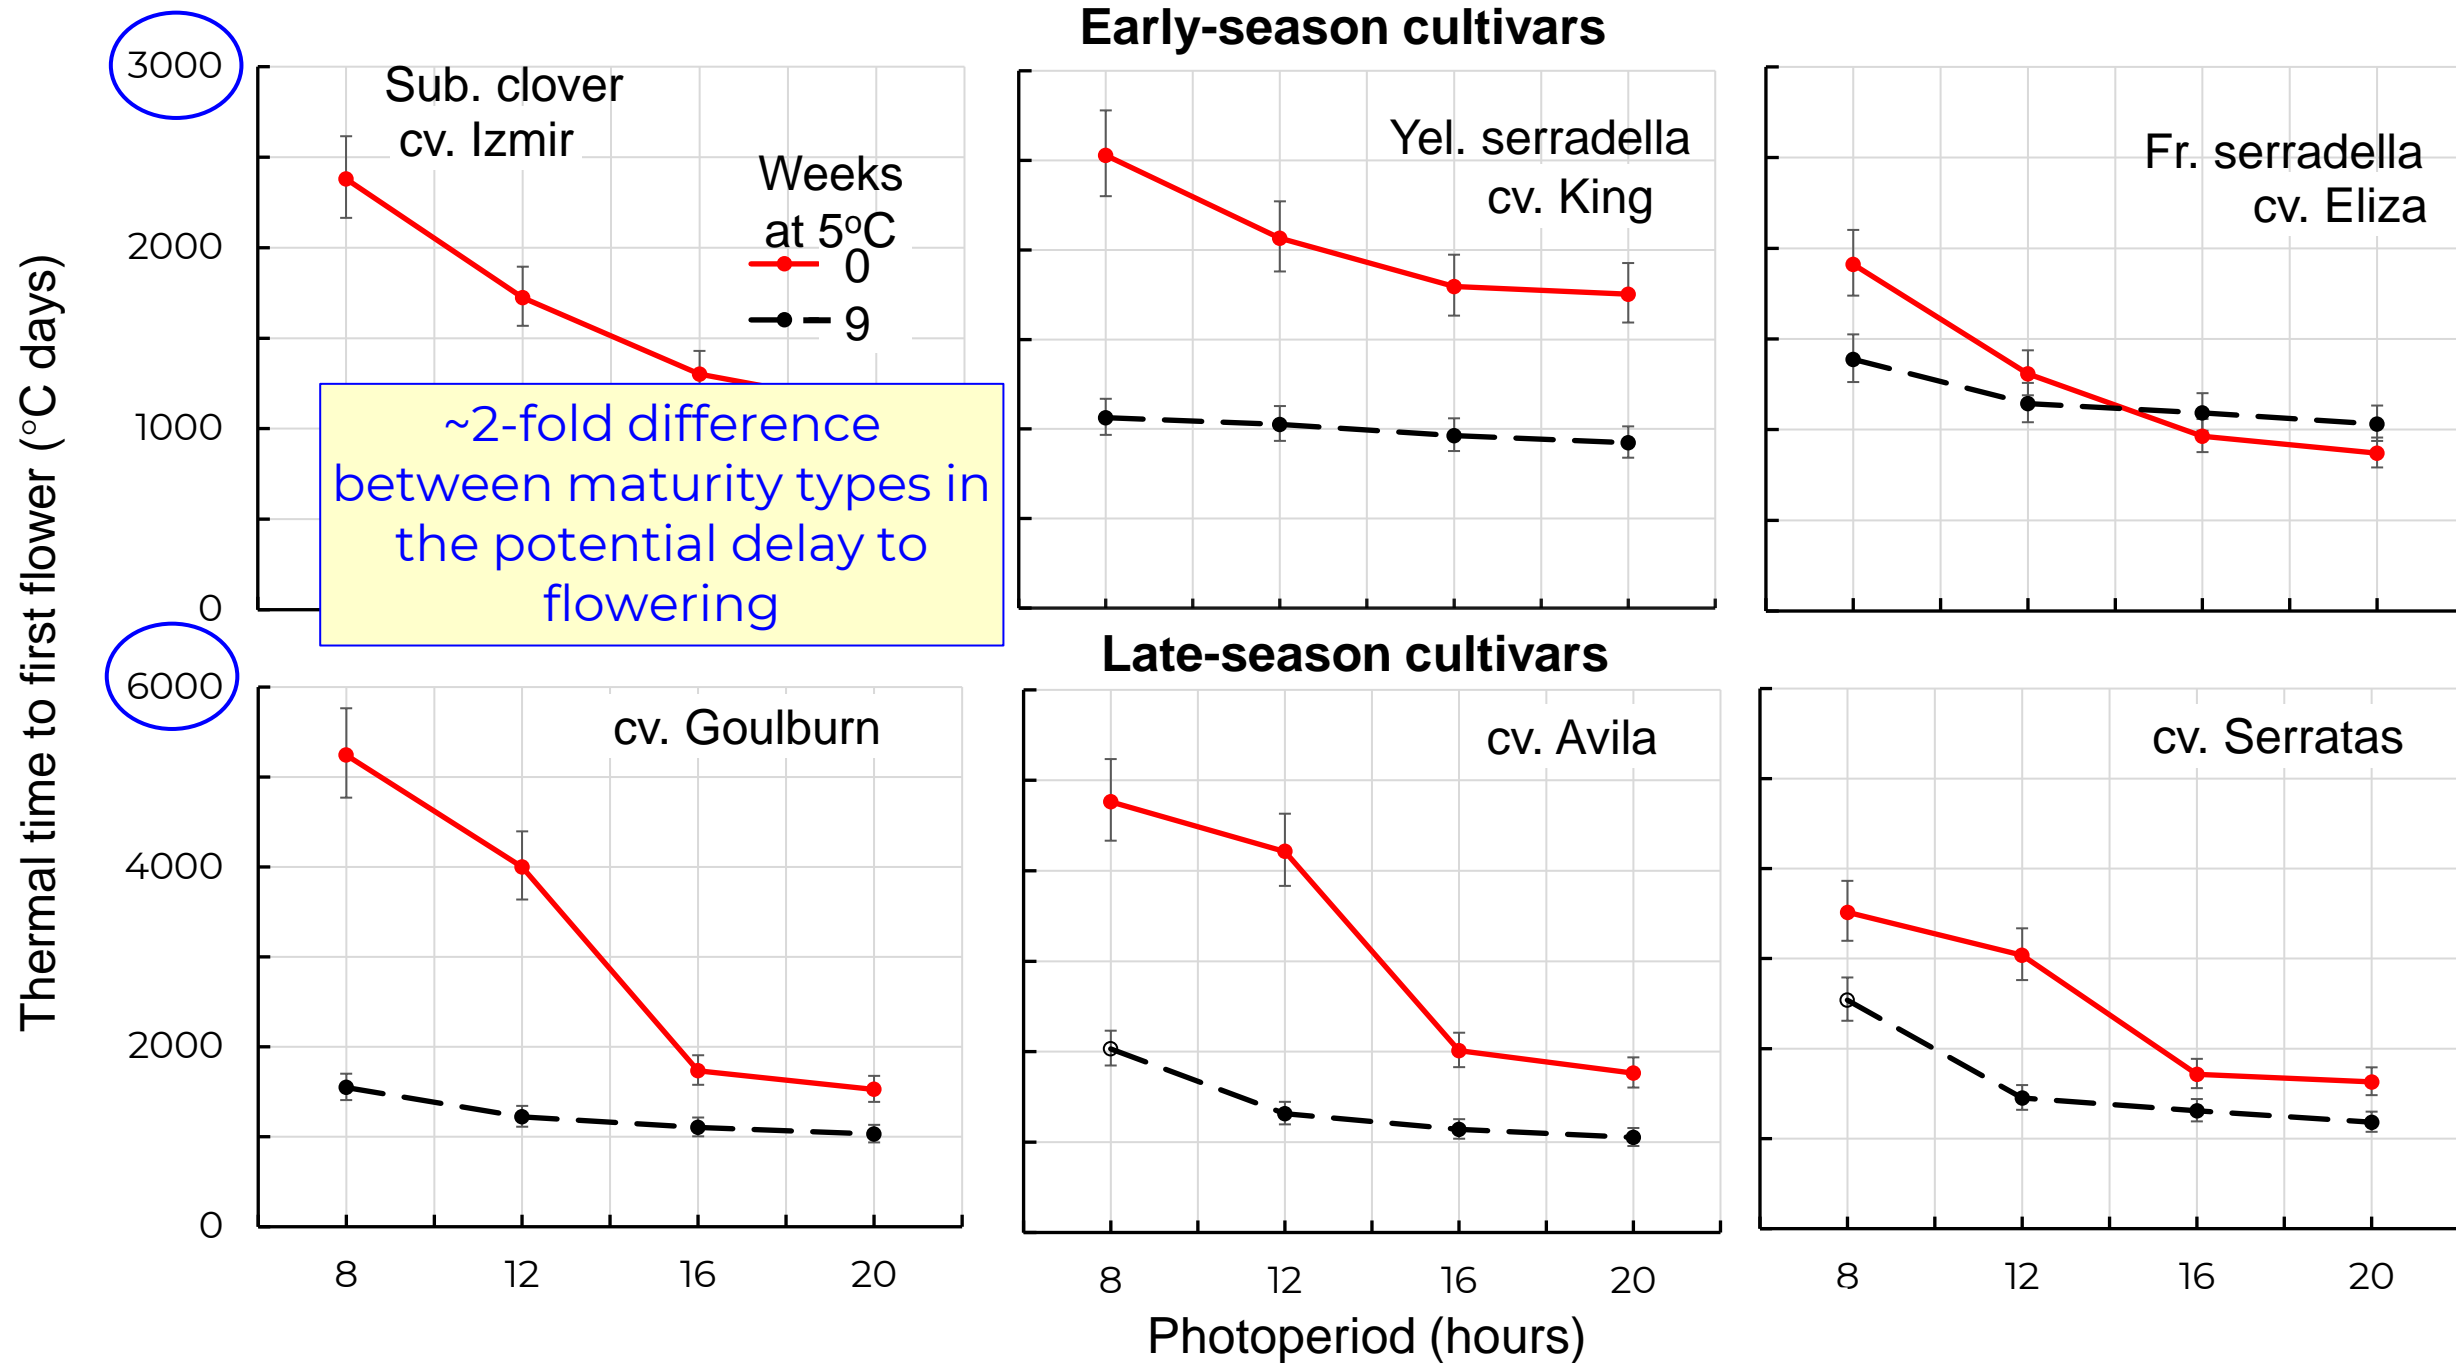 Early-season cultivars
3000
Sub. clover
cv. Izmir
Weeks
at 5ºC
0
9
2000
1000
0
Yel. serradella
cv. King
Fr. serradella
cv. Eliza
~2-fold difference
between maturity types in
the potential delay to
flowering
Thermal time to first flower (°C days)
Late-season cultivars
6000
4000
2000
0
cv. Goulburn
cv. Avila
cv. Serratas
8 12 16 20
8 12 16 20
8 12 16 20
Photoperiod (hours)